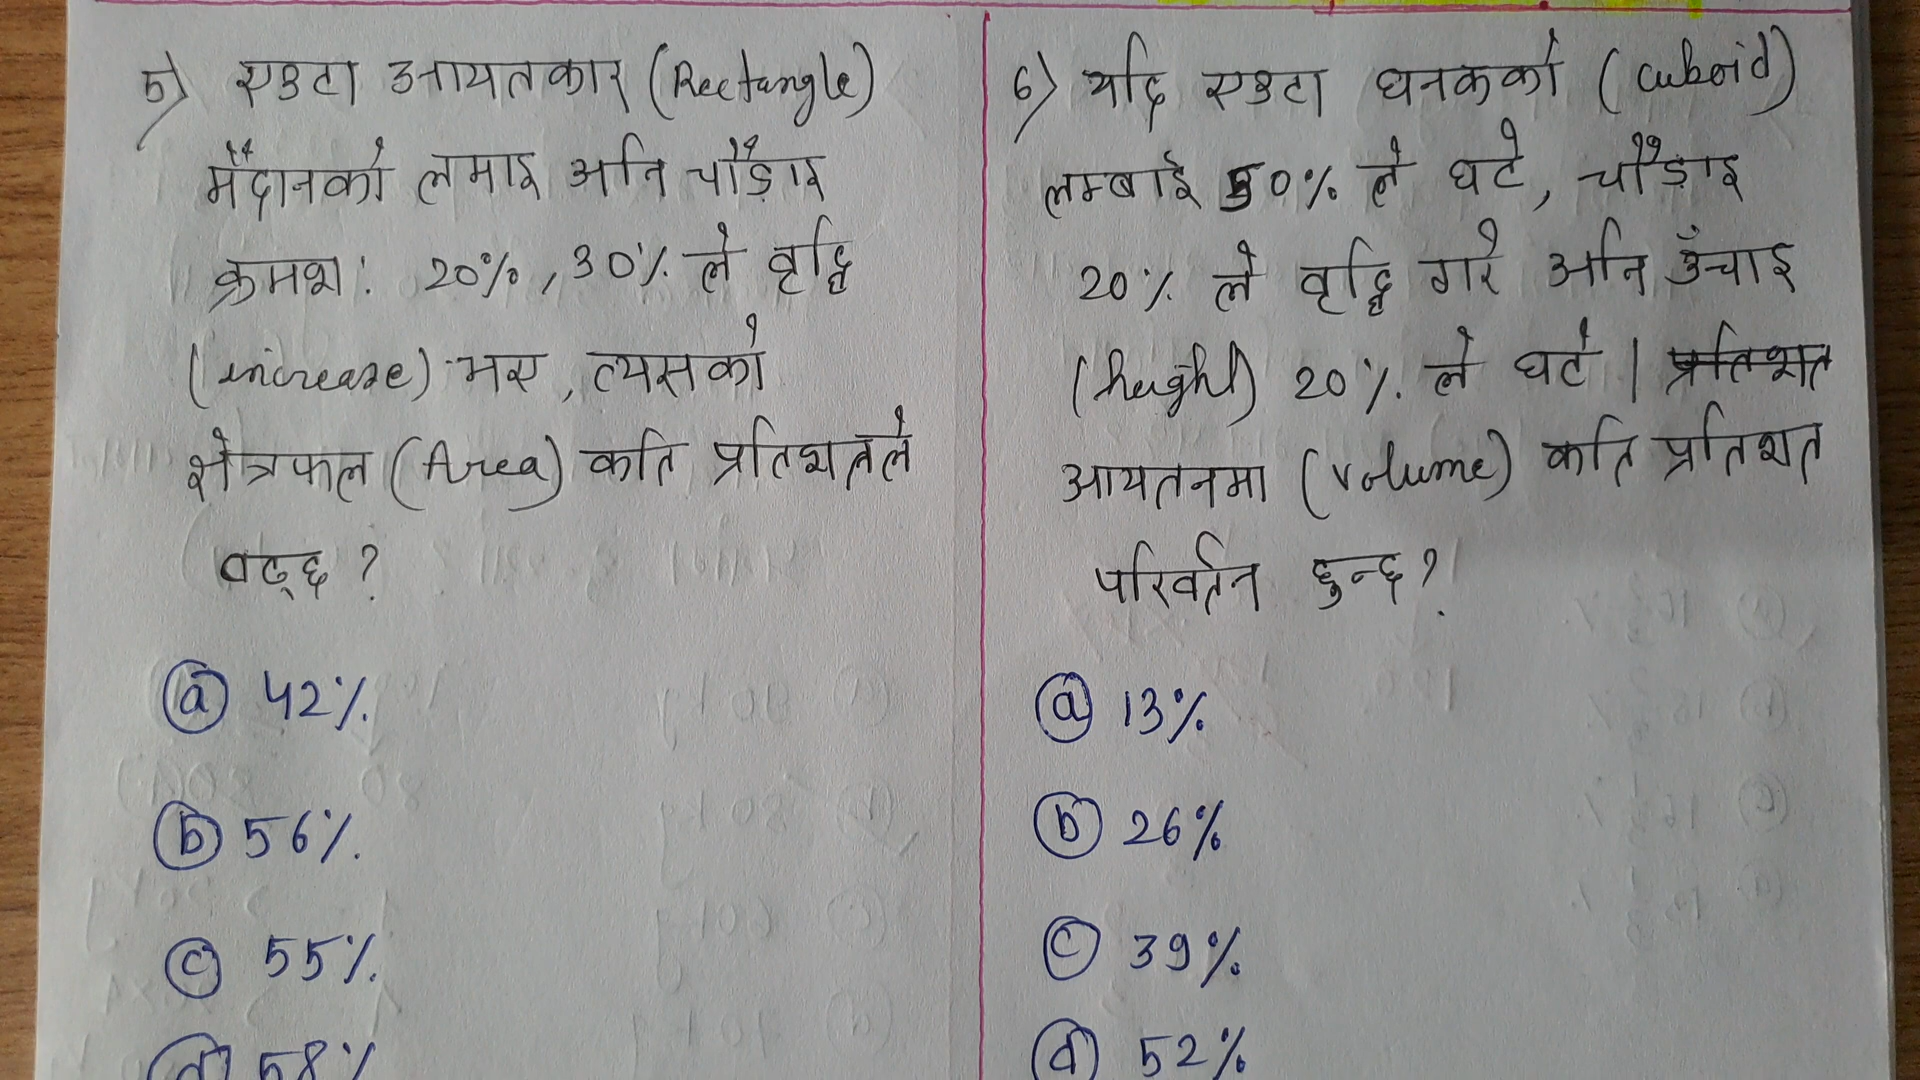 5) एउटा आयतकार (Rectangle)
मैदानको लमाइ अनि चौड़ाइ
क्रमश: 20%, 30% ले वृद्धि
(increase) भए, त्यसको
क्षेत्रफल (Area) कति प्रतिशतले
बढ्छ ?
ⓐ 42%
ⓑ 56%
ⓒ 55%
ⓓ 58%
6) यदि एउटा घनकको (cuboid)
लम्बाई 50% ले घटे, चौड़ाइ
20% ले वृद्धि गरे अनि उँचाइ
(height) 20% ले घटे | प्रतिशत
आयतनमा (volume) कति प्रतिशत
परिवर्तन हुन्छ ?
ⓐ 13%
ⓑ 26%
ⓒ 39%
ⓓ 52%